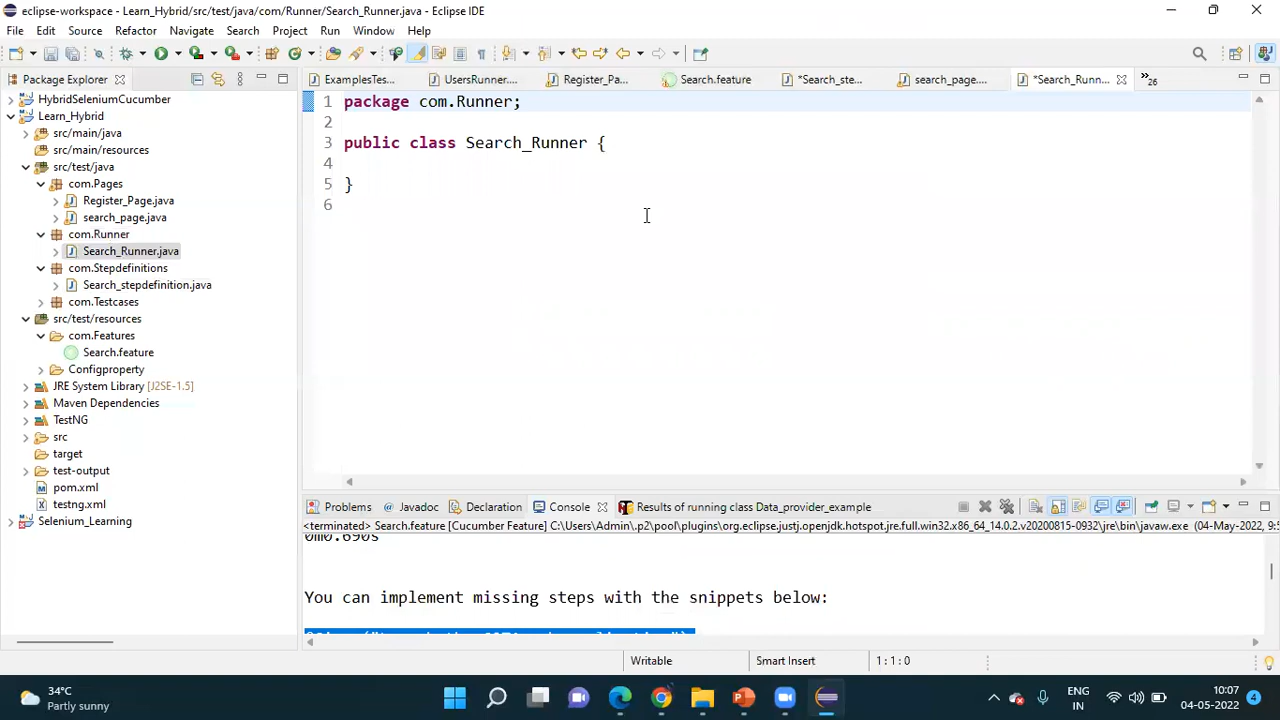 eclipse-workspace - Learn_Hybrid/src/test/java/com/Runner/Search_Runner.java - Eclipse IDE
File Edit Source Refactor Navigate Search Project Run Window Help
Package Explorer
ExamplesTes...
UsersRunner....
Register_Pa...
Search.feature
*Search_ste...
search_page....
*Search_Runn...
»26
HybridSeleniumCucumber
Learn_Hybrid
src/main/java
src/main/resources
src/test/java
com.Pages
Register_Page.java
search_page.java
com.Runner
Search_Runner.java
com.Stepdefinitions
Search_stepdefinition.java
com.Testcases
src/test/resources
com.Features
Search.feature
Configproperty
JRE System Library [J2SE-1.5]
Maven Dependencies
TestNG
src
target
test-output
pom.xml
testng.xml
Selenium_Learning
1 package com.Runner;
2
3 public class Search_Runner {
4
5 }
6
Problems @ Javadoc Declaration Console Results of running class Data_provider_example
<terminated> Search.feature [Cucumber Feature] C:\Users\Admin\.p2\pool\plugins\org.eclipse.justj.openjdk.hotspot.jre.full.win32.x86_64_14.0.2.v20200815-0932\jre\bin\javaw.exe (04-May-2022, 9:5
0m0.690s
You can implement missing steps with the snippets below:
Writable
Smart Insert
1 : 1 : 0
34°C
Partly sunny
ENG
IN
10:07
04-05-2022
4